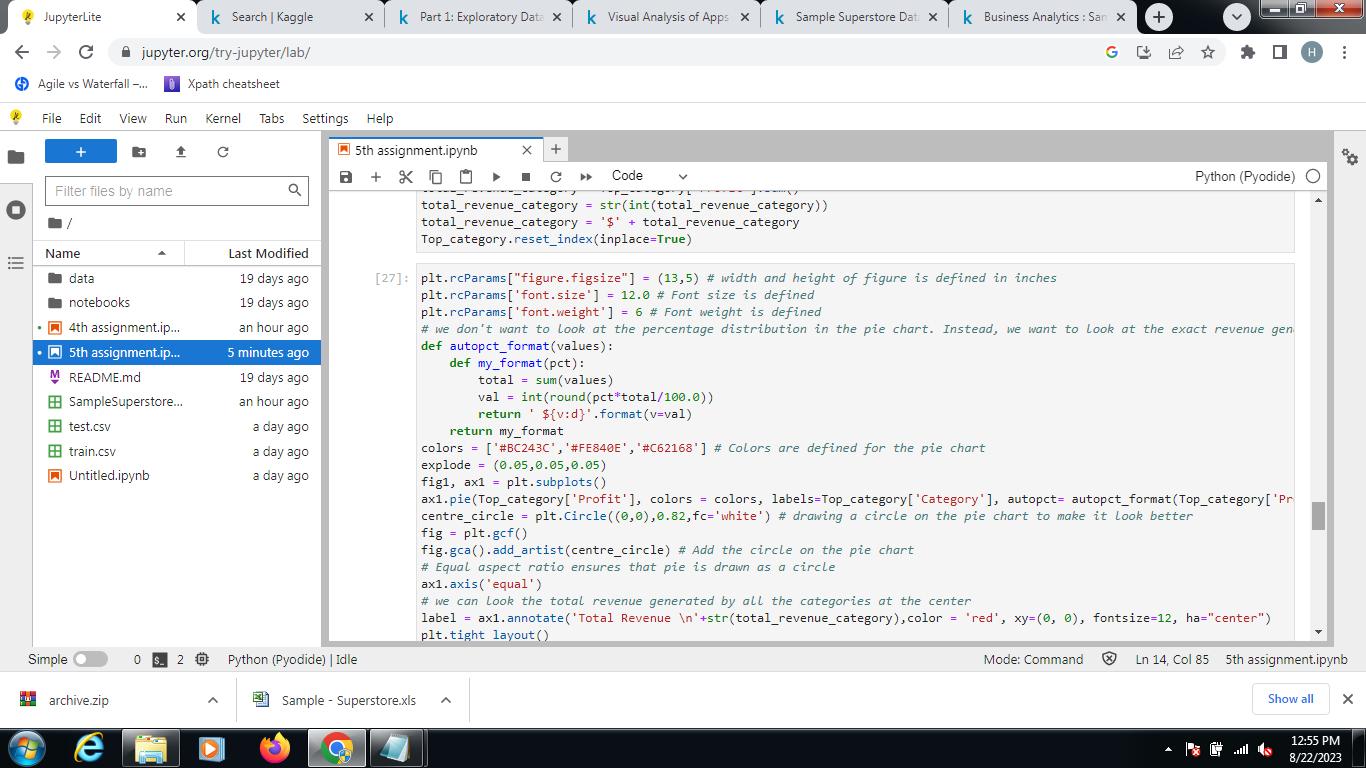 JupyterLite
Search | Kaggle
Part 1: Exploratory Data
Visual Analysis of Apps
Sample Superstore Data
Business Analytics : Sam
jupyter.org/try-jupyter/lab/
H
Agile vs Waterfall –...
Xpath cheatsheet
File Edit View Run Kernel Tabs Settings Help
+
Filter files by name
/
Name Last Modified
data 19 days ago
notebooks 19 days ago
4th assignment.ip... an hour ago
5th assignment.ip... 5 minutes ago
README.md 19 days ago
SampleSuperstore... an hour ago
test.csv a day ago
train.csv a day ago
Untitled.ipynb a day ago
5th assignment.ipynb
Code
Python (Pyodide)
total_revenue_category = str(int(total_revenue_category))
total_revenue_category = '$' + total_revenue_category
Top_category.reset_index(inplace=True)
[27]:
plt.rcParams["figure.figsize"] = (13,5) # width and height of figure is defined in inches
plt.rcParams['font.size'] = 12.0 # Font size is defined
plt.rcParams['font.weight'] = 6 # Font weight is defined
# we don't want to look at the percentage distribution in the pie chart. Instead, we want to look at the exact revenue gen
def autopct_format(values):
def my_format(pct):
total = sum(values)
val = int(round(pct*total/100.0))
return ' ${v:d}'.format(v=val)
return my_format
colors = ['#BC243C','#FE840E','#C62168'] # Colors are defined for the pie chart
explode = (0.05,0.05,0.05)
fig1, ax1 = plt.subplots()
ax1.pie(Top_category['Profit'], colors = colors, labels=Top_category['Category'], autopct= autopct_format(Top_category['Pr
centre_circle = plt.Circle((0,0),0.82,fc='white') # drawing a circle on the pie chart to make it look better
fig = plt.gcf()
fig.gca().add_artist(centre_circle) # Add the circle on the pie chart
# Equal aspect ratio ensures that pie is drawn as a circle
ax1.axis('equal')
# we can look the total revenue generated by all the categories at the center
label = ax1.annotate('Total Revenue \n'+str(total_revenue_category),color = 'red', xy=(0, 0), fontsize=12, ha="center")
plt.tight_layout()
Simple 0 2 Python (Pyodide) | Idle
Mode: Command Ln 14, Col 85 5th assignment.ipynb
archive.zip
Sample - Superstore.xls
Show all
12:55 PM
8/22/2023